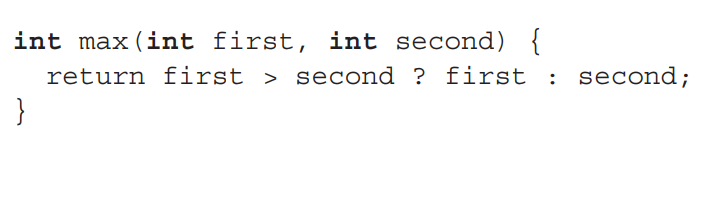 int max(int first, int second) {
  return first > second ? first : second;
}